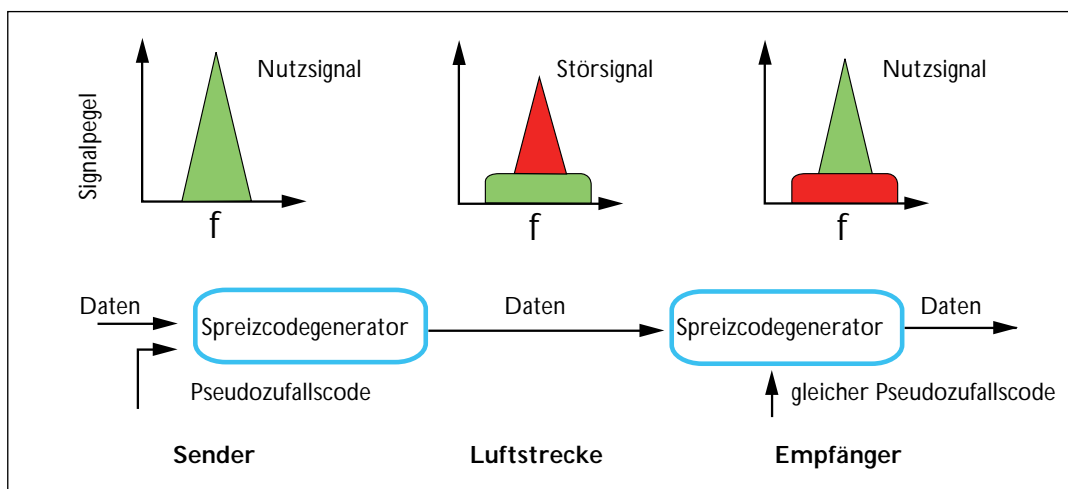 Signalpegel
Nutzsignal
f
Störsignal
f
Nutzsignal
f
Daten
Spreizcodegenerator
Pseudozufallscode
Daten
Spreizcodegenerator
Daten
gleicher Pseudozufallscode
Sender
Luftstrecke
Empfänger